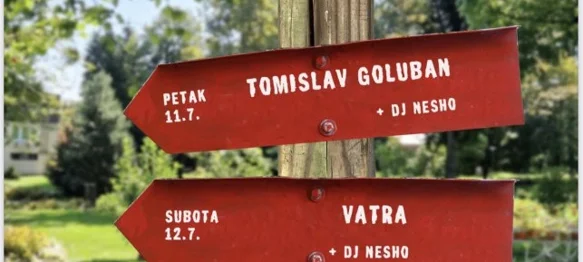 PETAK
11.7.
TOMISLAV GOLUBAN
+ DJ NESHO
SUBOTA
12.7.
VATRA
+ DJ NESHO